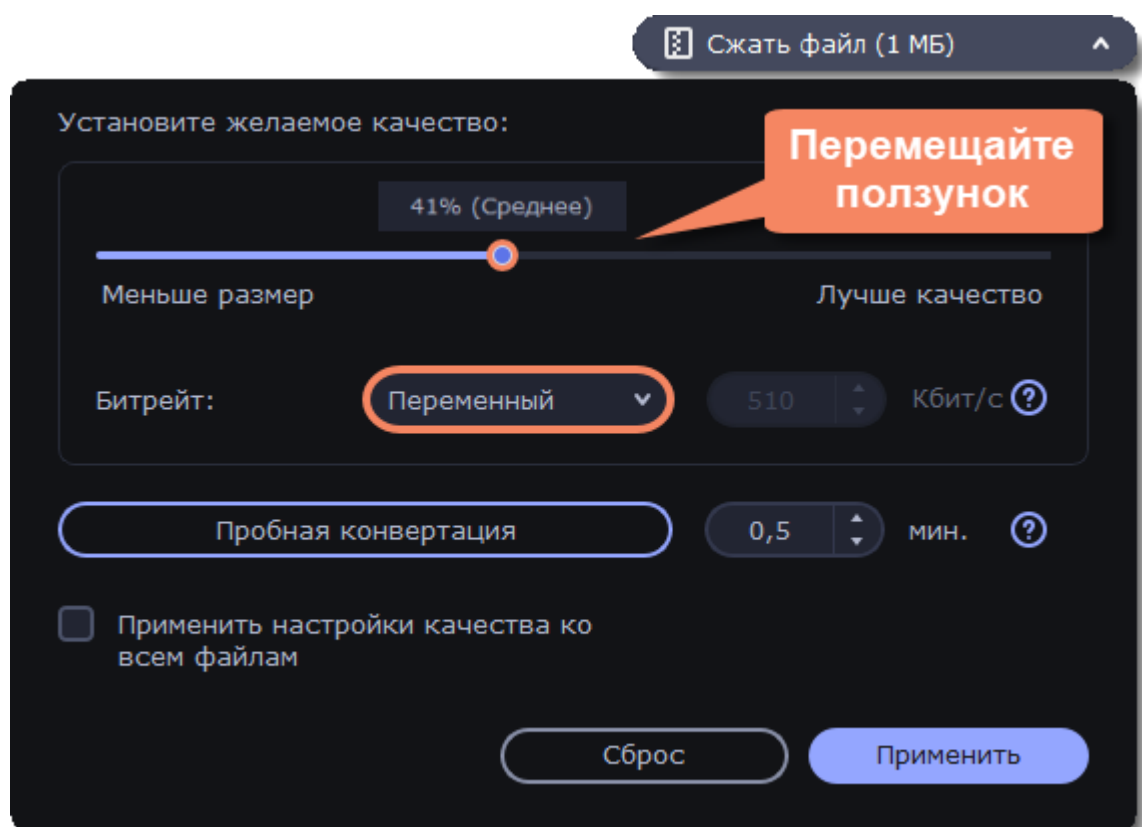 Сжать файл (1 МБ)
Установите желаемое качество:
Перемещайте
ползунок
41% (Среднее)
Меньше размер
Лучше качество
Битрейт:
Переменный
510
Кбит/с
?
Пробная конвертация
0,5
мин.
?
Применить настройки качества ко
всем файлам
Сброс
Применить